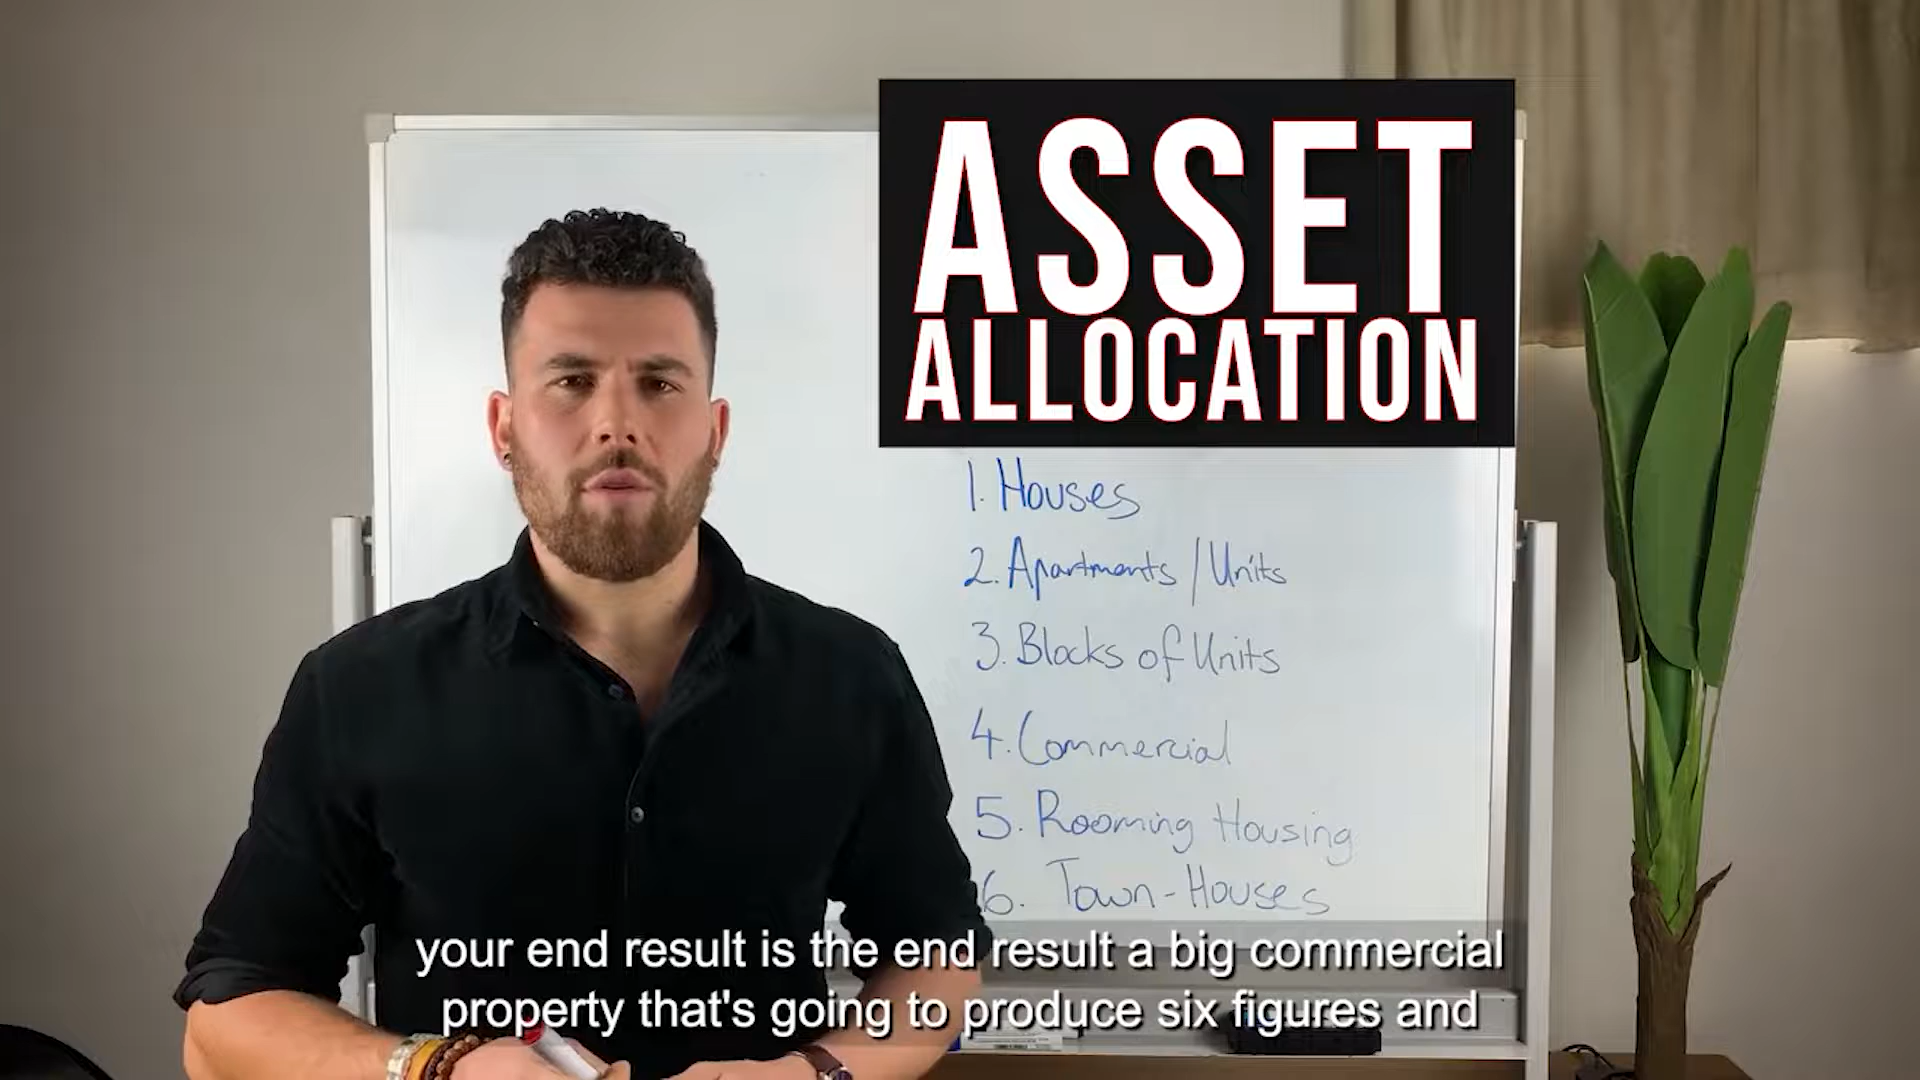 ASSET
ALLOCATION
1. Houses
2. Apartments / Units
3. Blocks of Units
4. Commercial
5. Rooming Housing
6. Town-Houses
your end result is the end result a big commercial
property that's going to produce six figures and